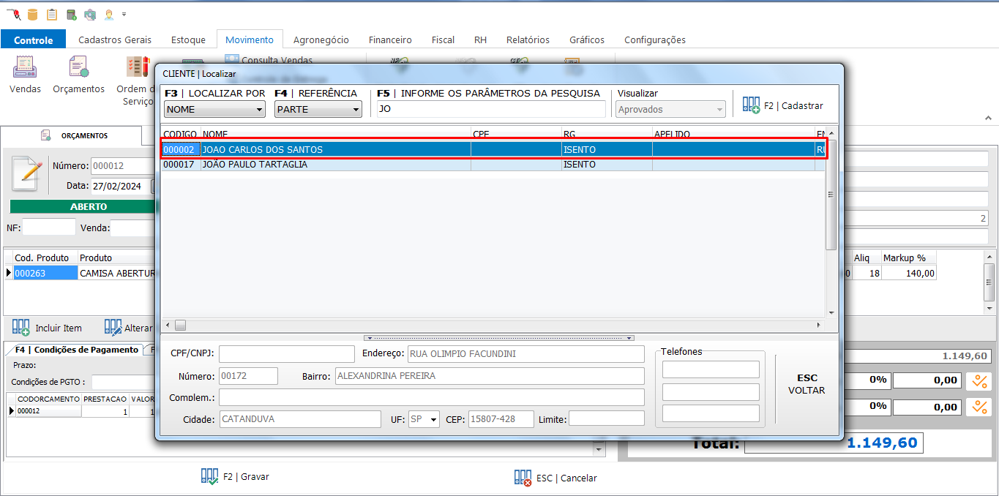 Controle Cadastros Gerais Estoque Movimento Agronegócio Financeiro Fiscal RH Relatórios Gráficos Configurações
Consulta Vendas
Vendas Orçamentos Ordem de Serviço
CLIENTE | Localizar
F3 | LOCALIZAR POR F4 | REFERÊNCIA F5 | INFORME OS PARÂMETROS DA PESQUISA Visualizar
NOME PARTE JO Aprovados F2 | Cadastrar
CODIGO NOME CPF RG APELIDO
000002 JOAO CARLOS DOS SANTOS ISENTO RU
000017 JOÃO PAULO TARTAGLIA ISENTO
ORÇAMENTOS
Número: 000012
Data: 27/02/2024
ABERTO
NF: Venda:
2
Cod. Produto Produto Aliq Markup %
000263 CAMISA ABERTUR 0 18 140,00
Incluir Item Alterar
F4 | Condições de Pagamento F
Prazo:
Condições de PGTO :
CODORCAMENTO PRESTACAO VALOR
000012 1 1
CPF/CNPJ: Endereço: RUA OLIMPIO FACUNDINI
Número: 00172 Bairro: ALEXANDRINA PEREIRA
Complem.:
Cidade: CATANDUVA UF: SP CEP: 15807-428 Limite:
Telefones
ESC
VOLTAR
1.149,60
0% 0,00
0% 0,00
Total: 1.149,60
F2 | Gravar ESC | Cancelar